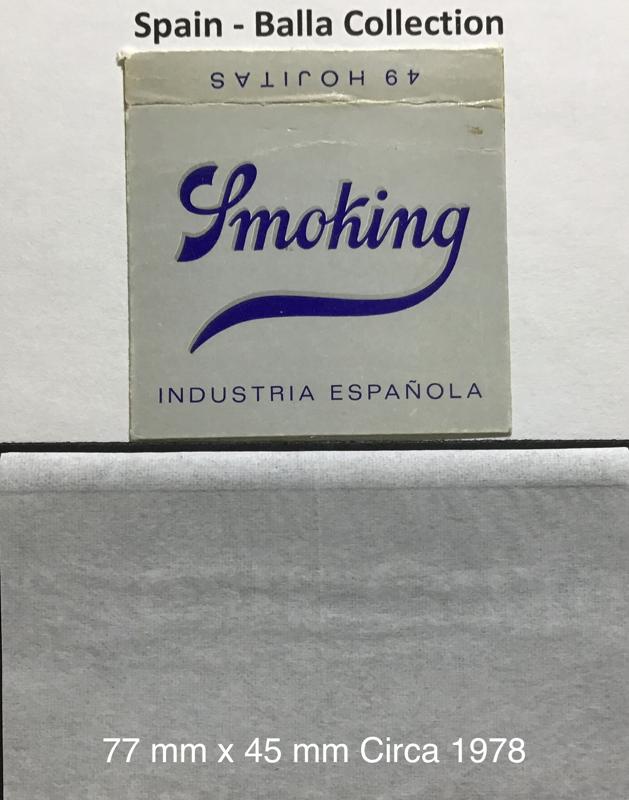 Spain - Balla Collection
49 HOJITAS
Smoking
INDUSTRIA ESPAÑOLA
77 mm x 45 mm Circa 1978